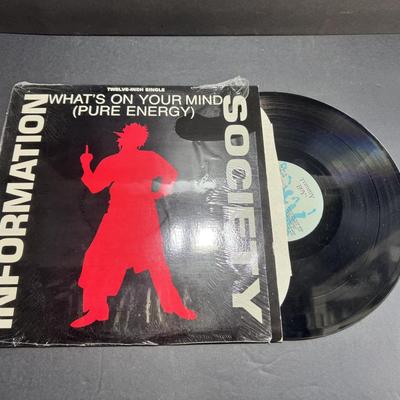 TWELVE-INCH SINGLE
WHAT'S ON YOUR MIND
(PURE ENERGY)
INFORMATION
SOCIETY